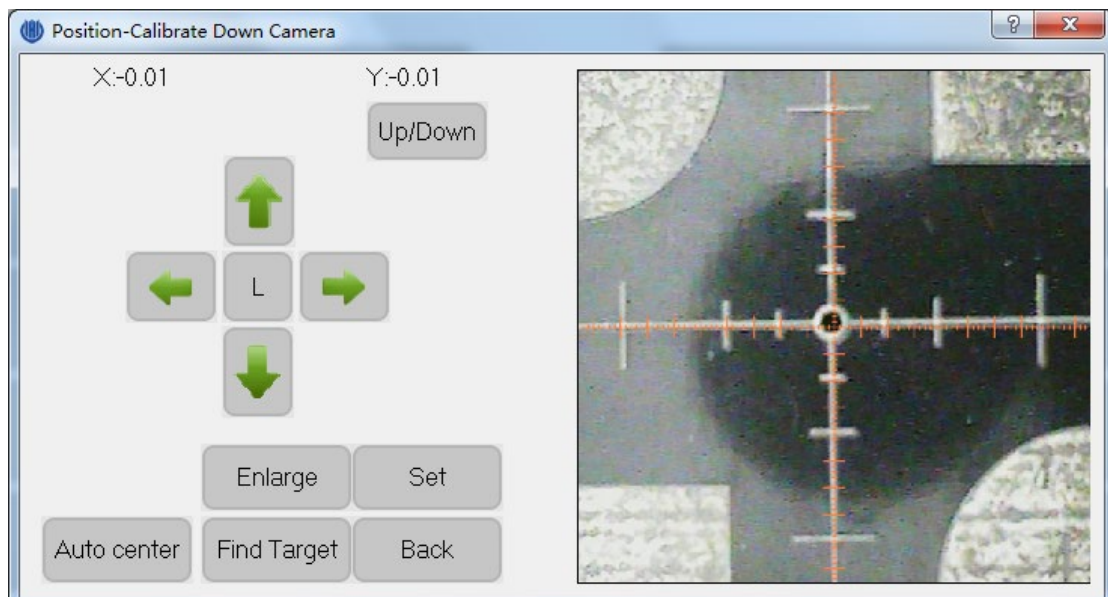 Position-Calibrate Down Camera
X:-0.01 Y:-0.01
Up/Down
L
Enlarge Set
Auto center Find Target Back